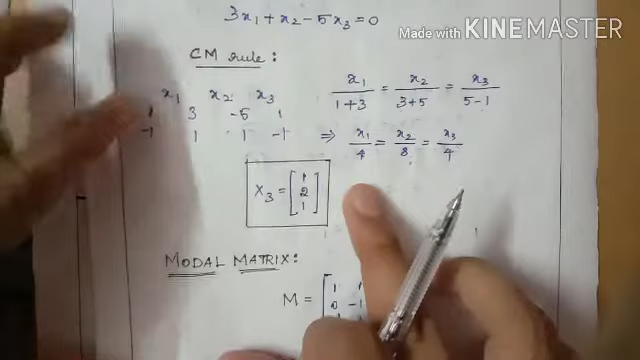 3x₁+x₂-5x₃=0
Made with KINEMASTER
CM rule:
x₁ x₂ x₃
1 3 -5 1
-1 1 1 -1
x₁/1+3 = x₂/3+5 = x₃/5-1
⇒ x₁/4 = x₂/8 = x₃/4
X₃ = [1 2 1]
MODAL MATRIX:
M = [1 1
0 -1